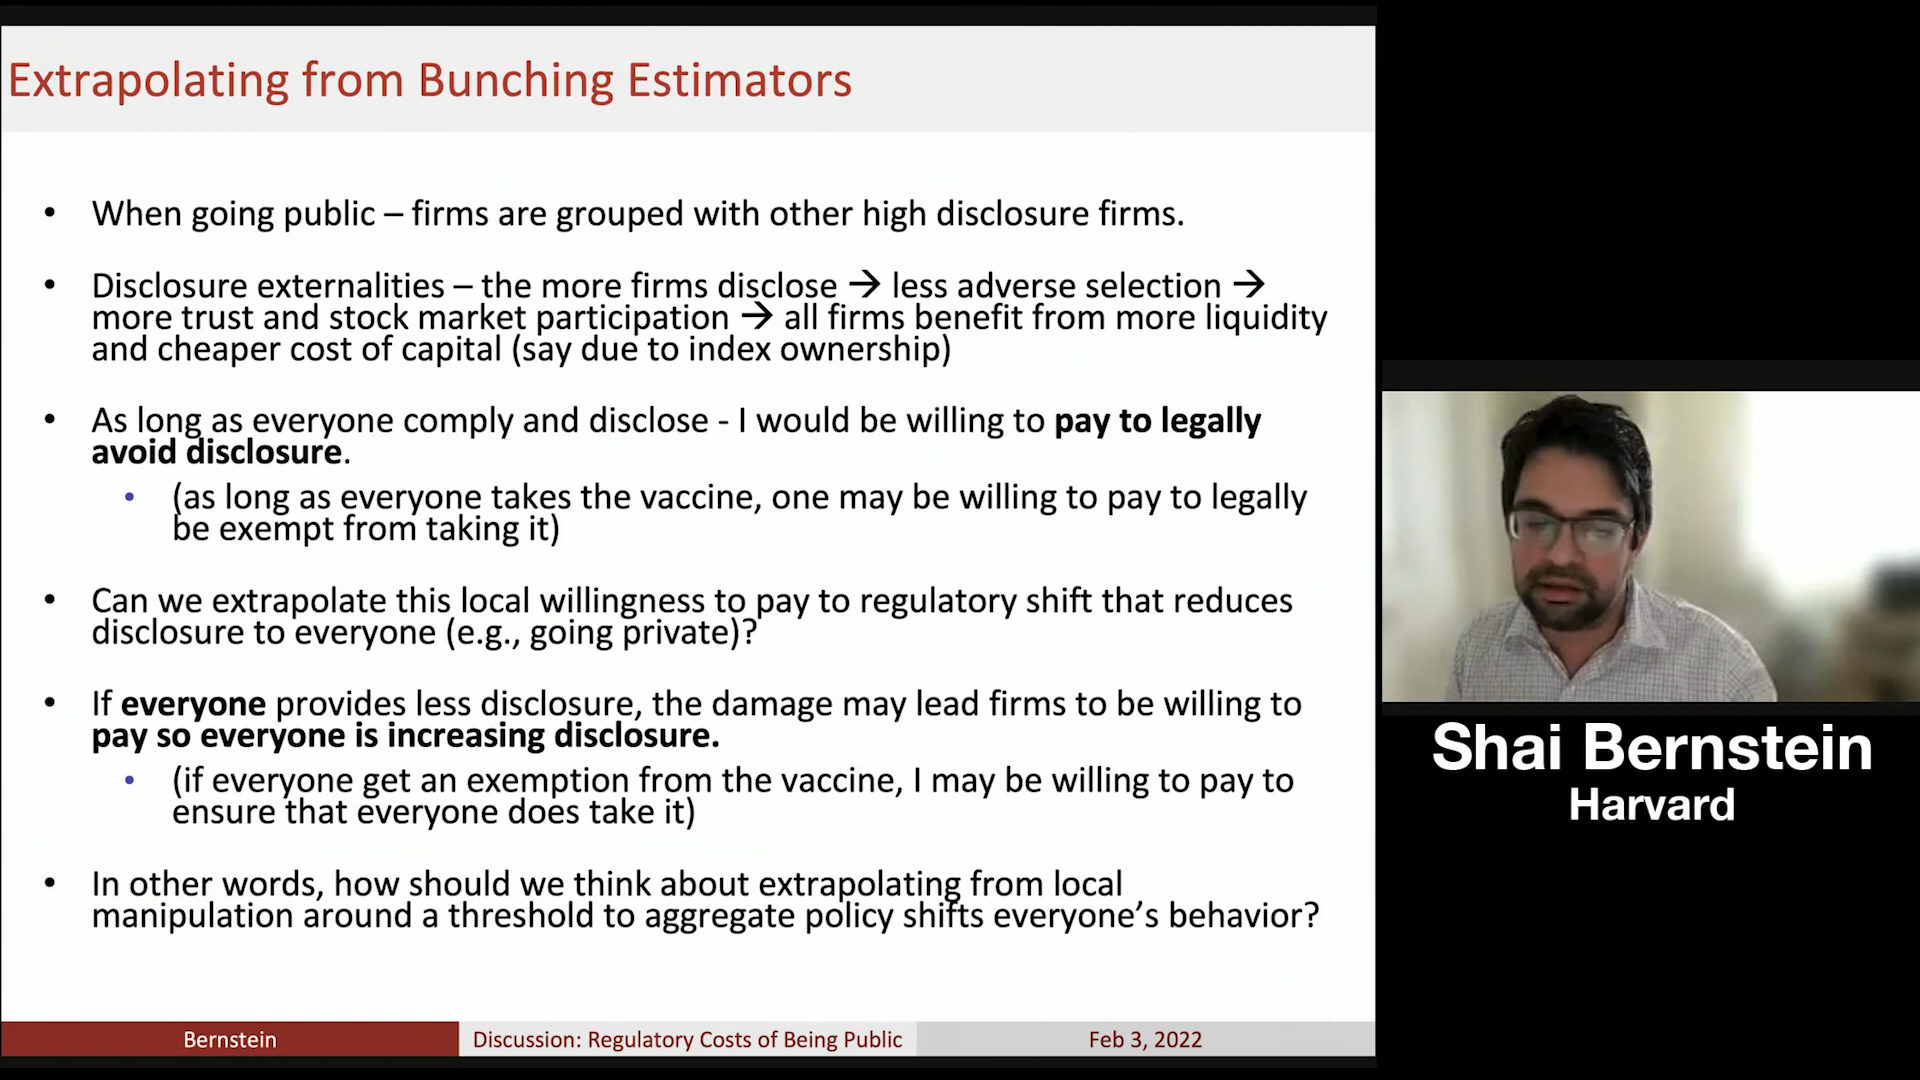 Extrapolating from Bunching Estimators
• When going public – firms are grouped with other high disclosure firms.
• Disclosure externalities – the more firms disclose → less adverse selection →
more trust and stock market participation → all firms benefit from more liquidity
and cheaper cost of capital (say due to index ownership)
• As long as everyone comply and disclose - I would be willing to pay to legally
avoid disclosure.
• (as long as everyone takes the vaccine, one may be willing to pay to legally
be exempt from taking it)
• Can we extrapolate this local willingness to pay to regulatory shift that reduces
disclosure to everyone (e.g., going private)?
• If everyone provides less disclosure, the damage may lead firms to be willing to
pay so everyone is increasing disclosure.
• (if everyone get an exemption from the vaccine, I may be willing to pay to
ensure that everyone does take it)
• In other words, how should we think about extrapolating from local
manipulation around a threshold to aggregate policy shifts everyone's behavior?
Bernstein
Discussion: Regulatory Costs of Being Public
Feb 3, 2022
Shai Bernstein
Harvard